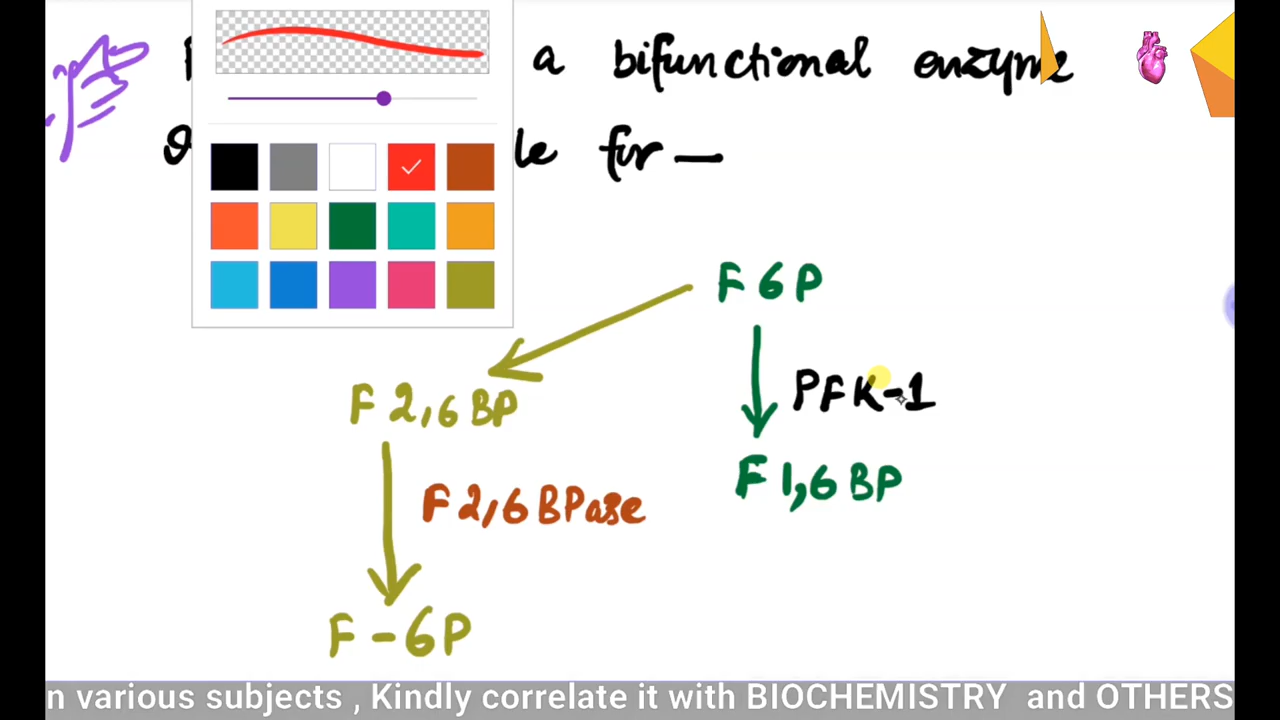 a bifunctional enzyme
for —
F 6 P
PFK-1
F 2,6 BP
F 1,6 BP
F 2,6 BPase
F - 6P
n various subjects , Kindly correlate it with BIOCHEMISTRY and OTHERS